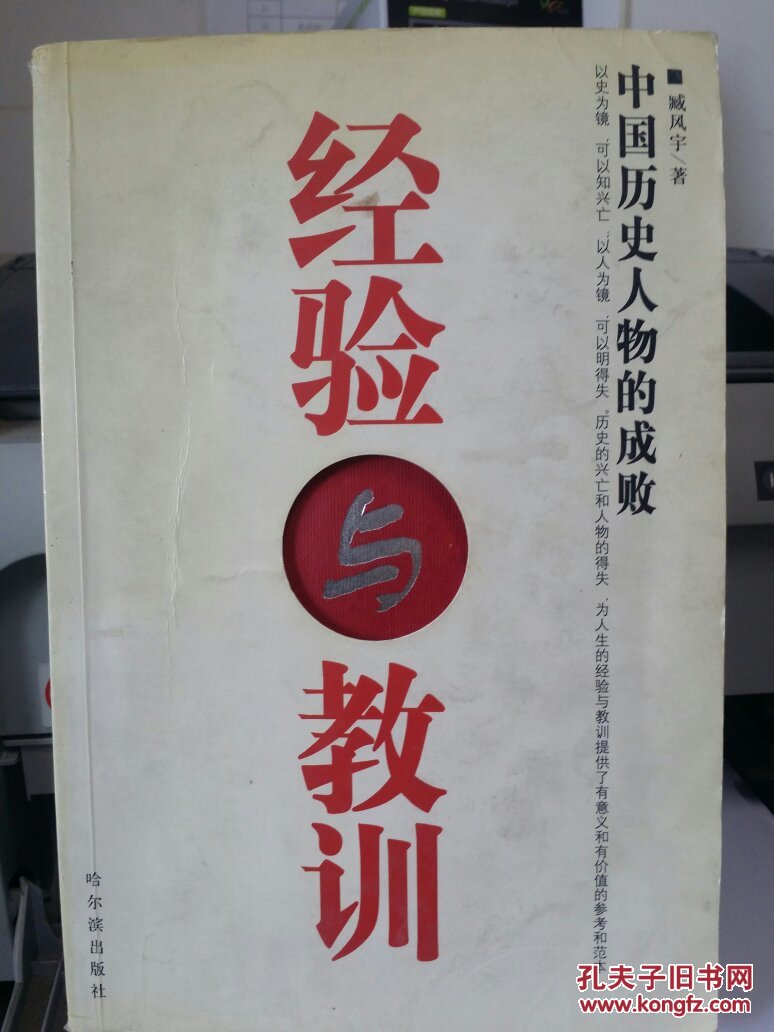 臧风宇/著
中国历史人物的成败
以史为镜,可以知兴亡;以人为镜,可以明得失。历史的兴亡和人物的得失,为人生的经验与教训提供了有意义和有价值的参考和范本
经验与教训
哈尔滨出版社
孔夫子旧书网
www.kongfz.com